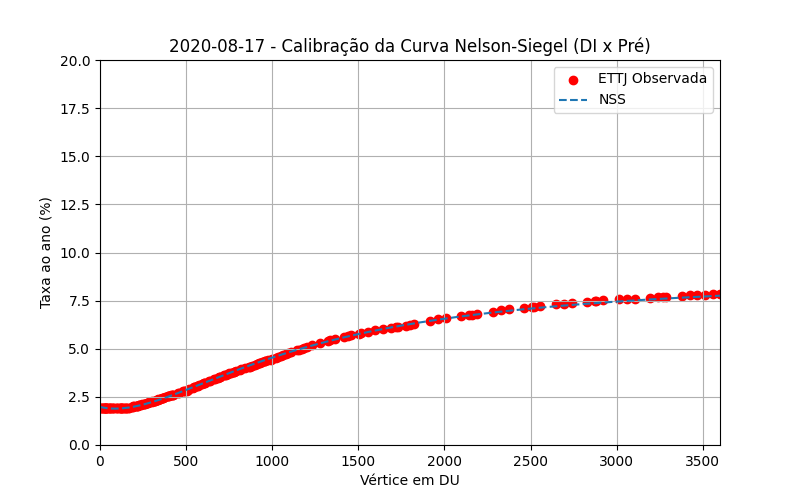 2020-08-17 - Calibração da Curva Nelson-Siegel (DI x Pré)
ETTJ Observada
NSS
Taxa ao ano (%)
20.0
17.5
15.0
12.5
10.0
7.5
5.0
2.5
0.0
0 500 1000 1500 2000 2500 3000 3500
Vértice em DU